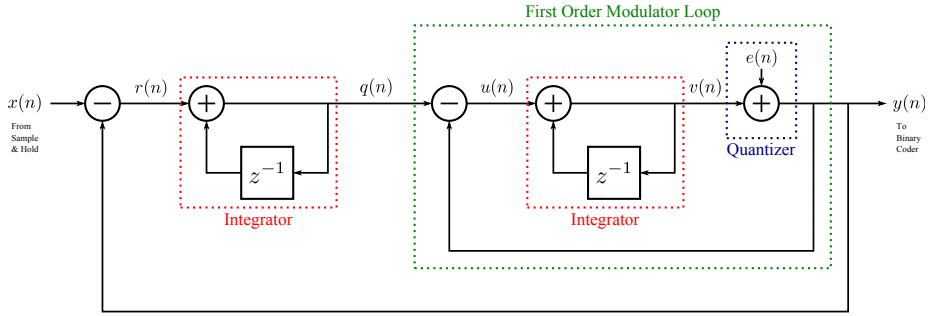 First Order Modulator Loop
x(n)
From
Sample
& Hold
−
r(n)
+
z⁻¹
Integrator
q(n)
−
u(n)
+
z⁻¹
Integrator
v(n)
e(n)
+
Quantizer
y(n)
To
Binary
Coder